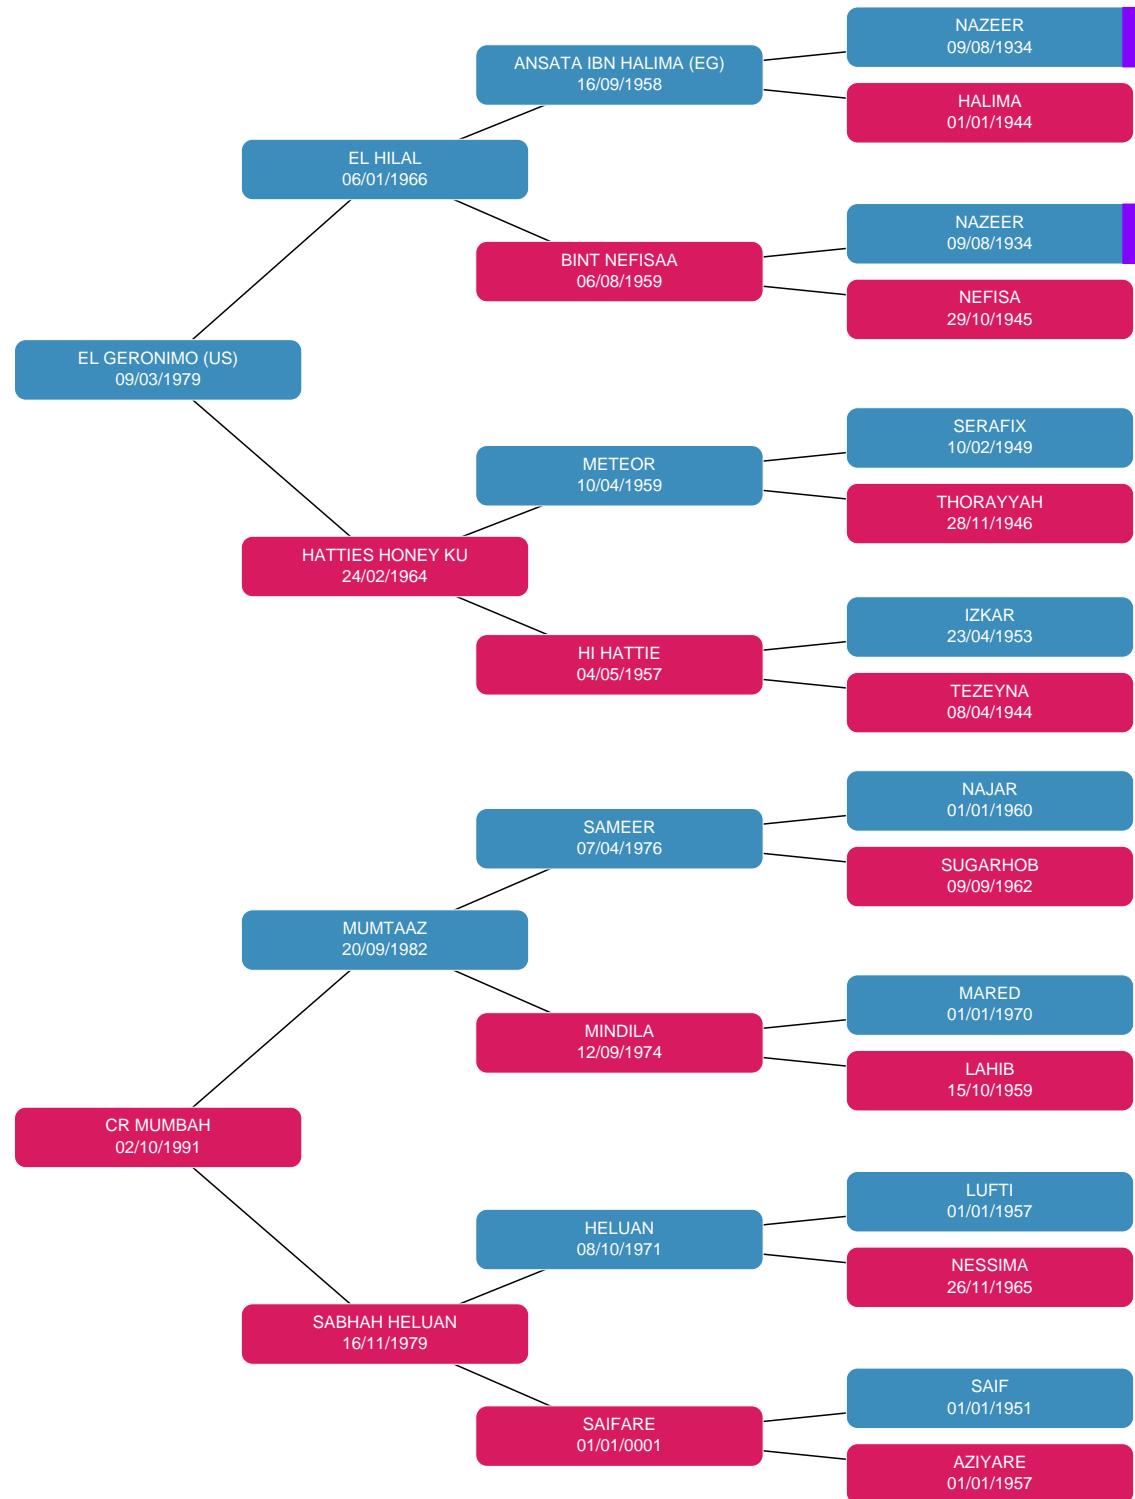 NAZEER
09/08/1934
ANSATA IBN HALIMA (EG)
16/09/1958
HALIMA
01/01/1944
EL HILAL
06/01/1966
NAZEER
09/08/1934
BINT NEFISAA
06/08/1959
NEFISA
29/10/1945
EL GERONIMO (US)
09/03/1979
SERAFIX
10/02/1949
METEOR
10/04/1959
THORAYYAH
28/11/1946
HATTIES HONEY KU
24/02/1964
IZKAR
23/04/1953
HI HATTIE
04/05/1957
TEZEYNA
08/04/1944
NAJAR
01/01/1960
SAMEER
07/04/1976
SUGARHOB
09/09/1962
MUMTAAZ
20/09/1982
MARED
01/01/1970
MINDILA
12/09/1974
LAHIB
15/10/1959
CR MUMBAH
02/10/1991
LUFTI
01/01/1957
HELUAN
08/10/1971
NESSIMA
26/11/1965
SABHAH HELUAN
16/11/1979
SAIF
01/01/1951
SAIFARE
01/01/0001
AZIYARE
01/01/1957